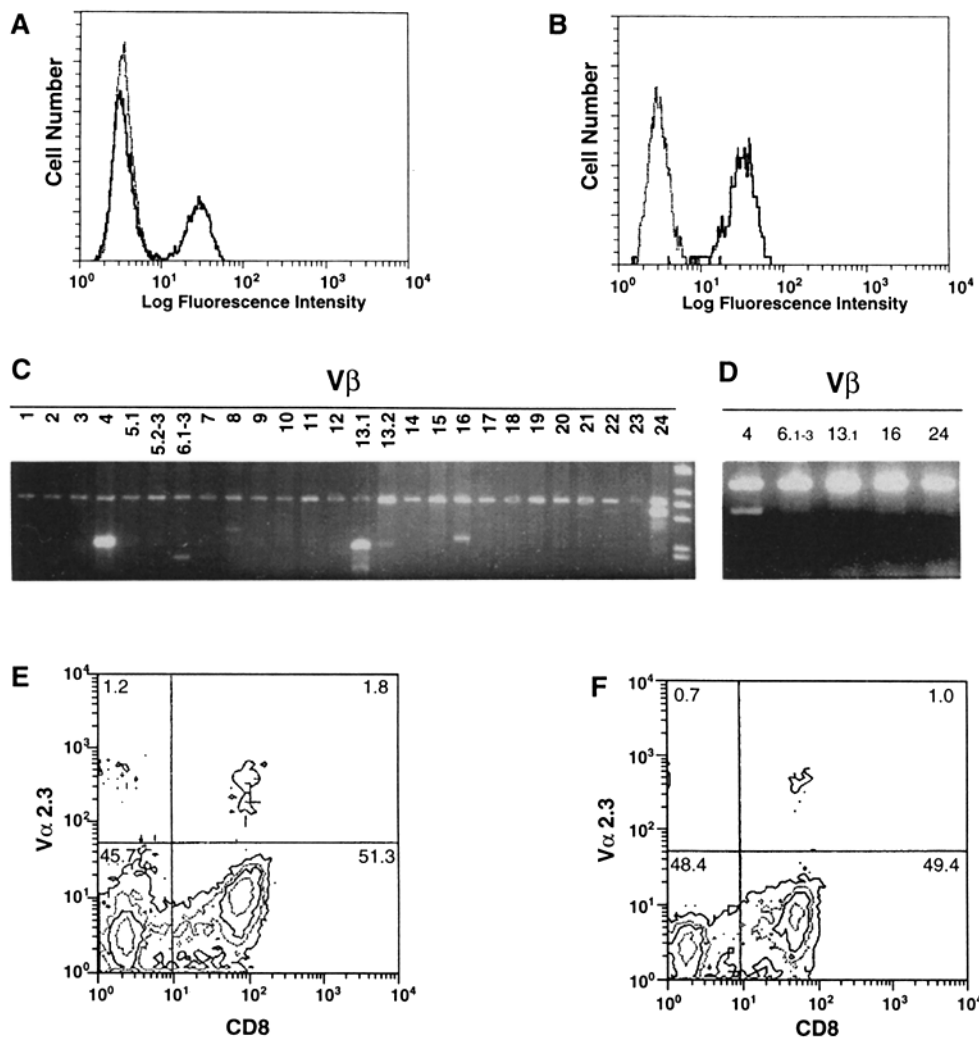 A
Cell Number
10⁰ 10¹ 10² 10³ 10⁴
Log Fluorescence Intensity
B
Cell Number
10⁰ 10¹ 10² 10³ 10⁴
Log Fluorescence Intensity
C
Vβ
1 2 3 4 5.1 5.2-3 6.1-3 7 8 9 10 11 12 13.1 13.2 14 15 16 17 18 19 20 21 22 23 24
D
Vβ
4 6.1-3 13.1 16 24
E
Vα 2.3
10⁴
10³
10²
10¹
10⁰
1.2 1.8
45.7 51.3
10⁰ 10¹ 10² 10³ 10⁴
CD8
F
Vα 2.3
10⁴
10³
10²
10¹
10⁰
0.7 1.0
48.4 49.4
10⁰ 10¹ 10² 10³ 10⁴
CD8